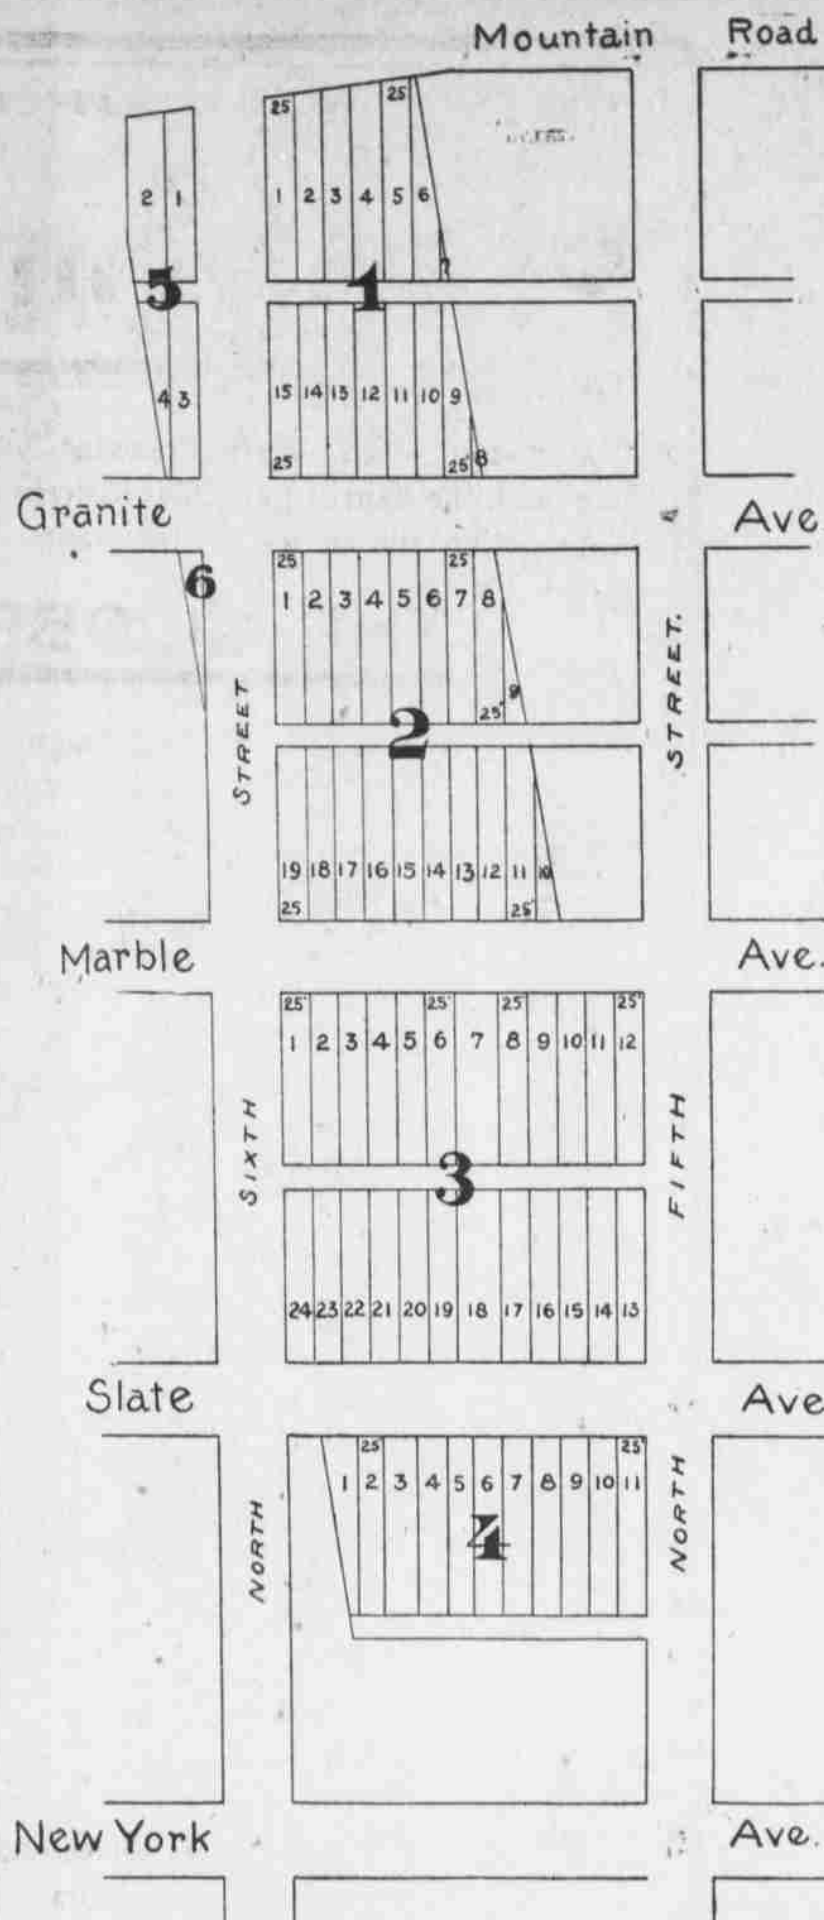 Mountain Road
25 25
2 1 1 2 3 4 5 6
7
5 1
4 3 15 14 13 12 11 10 9
25 25 8
Granite Ave
25 25
6 1 2 3 4 5 6 7 8
9
25
2
19 18 17 16 15 14 13 12 11 10
25 25
STREET
STREET.
Marble Ave.
25 25 25 25
1 2 3 4 5 6 7 8 9 10 11 12
SIXTH
FIFTH
3
24 23 22 21 20 19 18 17 16 15 14 13
Slate Ave
25 25
1 2 3 4 5 6 7 8 9 10 11
4
NORTH
NORTH
New York Ave.